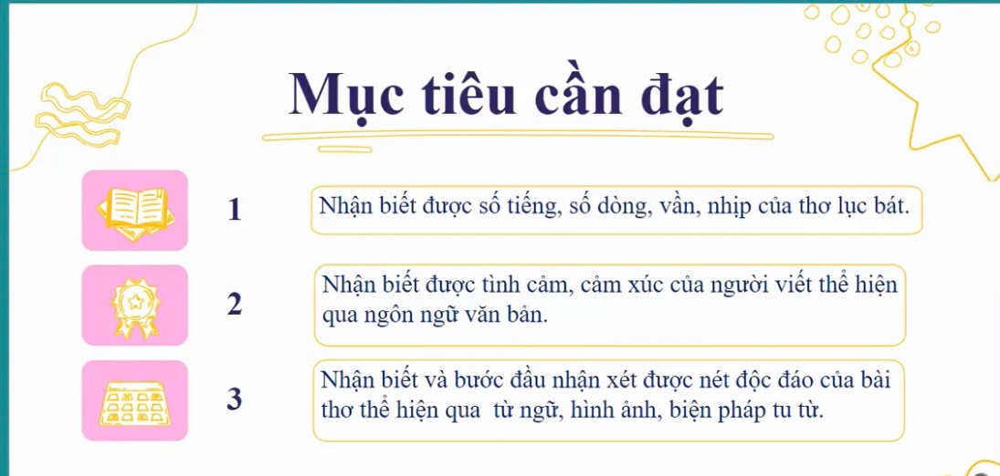 Mục tiêu cần đạt
1
Nhận biết được số tiếng, số dòng, vần, nhịp của thơ lục bát.
2
Nhận biết được tình cảm, cảm xúc của người viết thể hiện
qua ngôn ngữ văn bản.
3
Nhận biết và bước đầu nhận xét được nét độc đáo của bài
thơ thể hiện qua từ ngữ, hình ảnh, biện pháp tu từ.